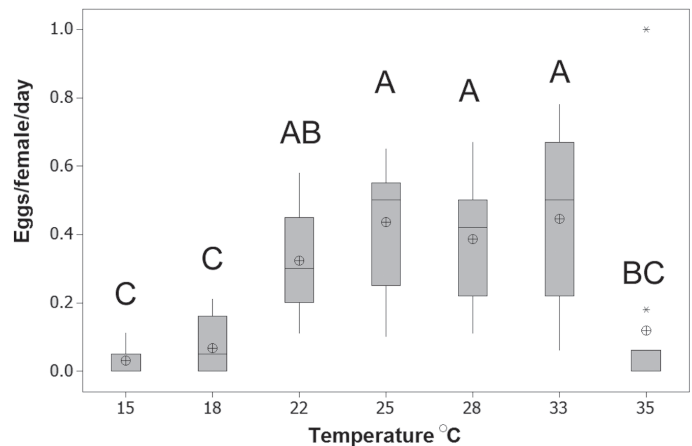 1.0
0.8
0.6
0.4
0.2
0.0
Eggs/female/day
C
C
AB
A
A
A
BC
15 18 22 25 28 33 35
Temperature °C